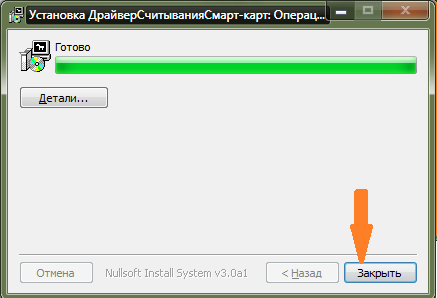 Установка ДрайверСчитыванияСмарт-карт: Операц...
Готово
Детали...
Отмена
Nullsoft Install System v3.0a1
< Назад
Закрыть